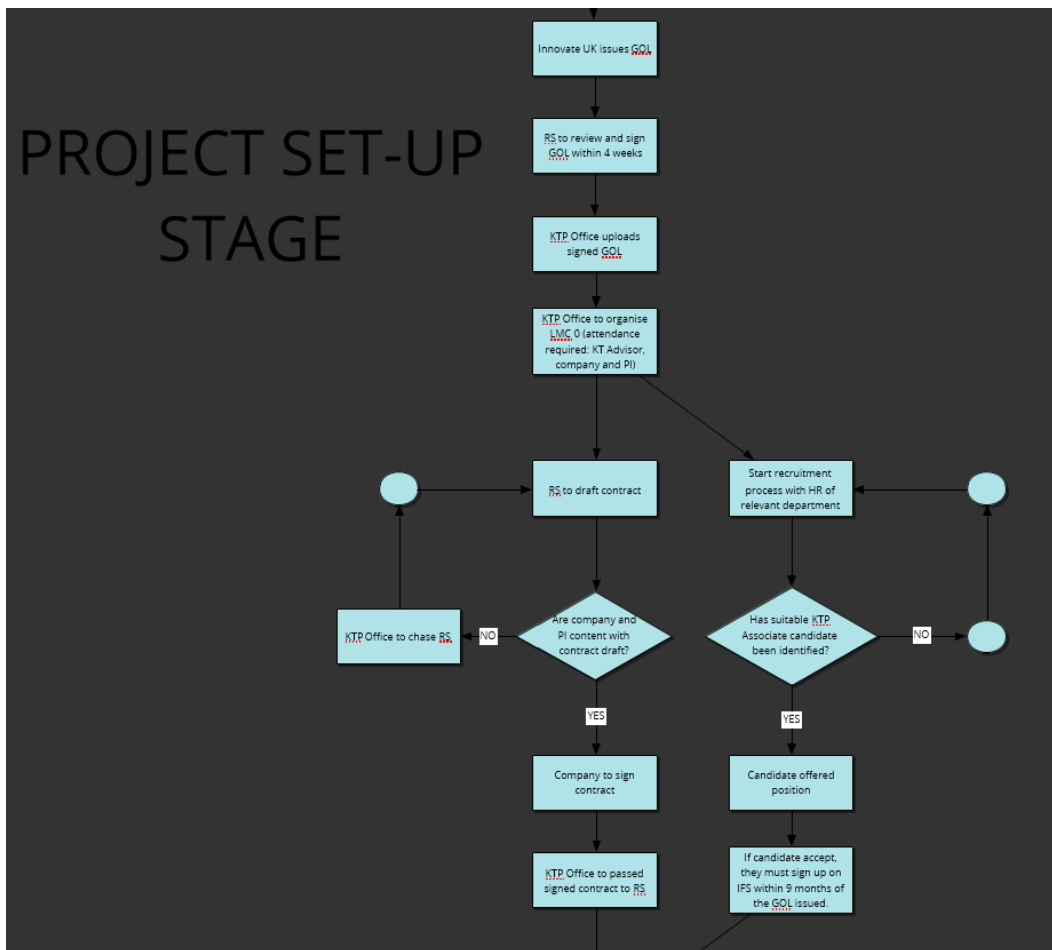 Innovate UK issues GOL
PROJECT SET-UP
STAGE
RS to review and sign
GOL within 4 weeks
KTP Office uploads
signed GOL
KTP Office to organise
LMC 0 (attendance
required: KT Advisor,
company and PI)
RS to draft contract
Start recruitment
process with HR of
relevant department
KTP Office to chase RS
NO
Are company and
PI content with
contract draft?
Has suitable KTP
Associate candidate
been identified?
NO
YES
YES
Company to sign
contract
Candidate offered
position
KTP Office to passed
signed contract to RS
If candidate accept,
they must sign up on
IFS within 9 months of
the GOL issued.